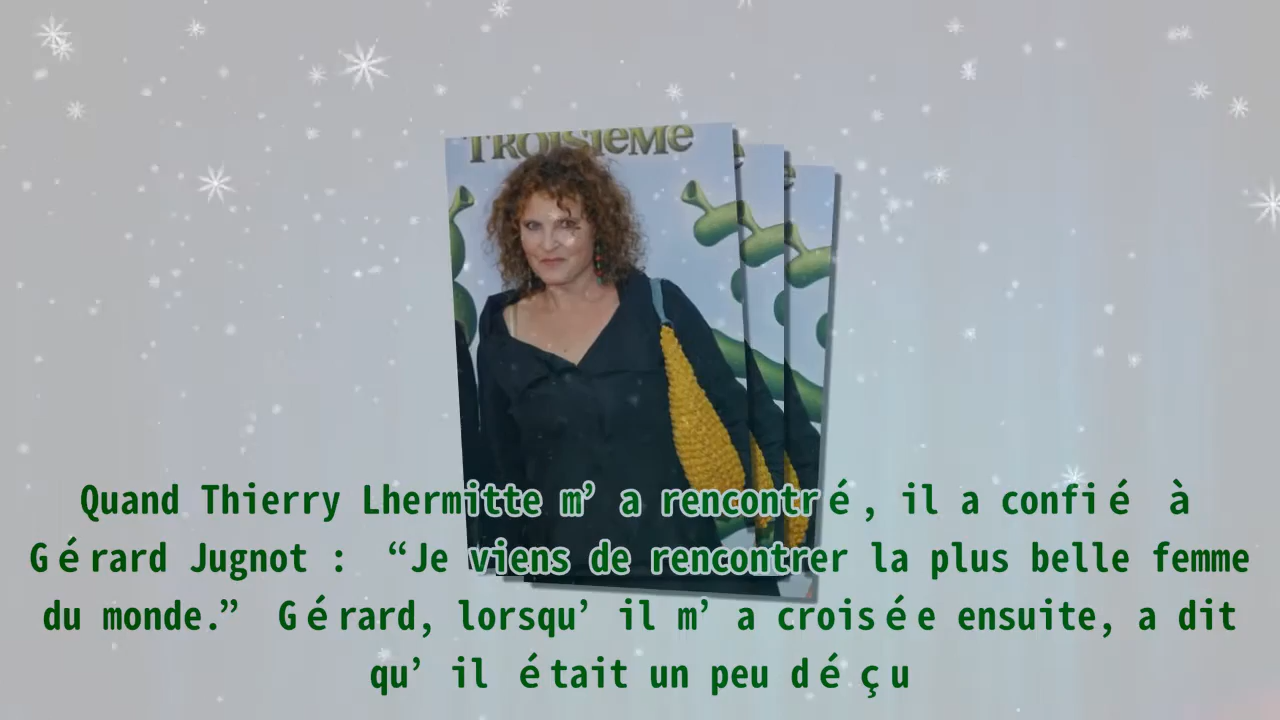 TROISIEME
Quand Thierry Lhermitte m’ a rencontré, il a confié à
Gérard Jugnot : “Je viens de rencontrer la plus belle femme
du monde.” Gérard, lorsqu’ il m’ a croisée ensuite, a dit
qu’ il était un peu déçu